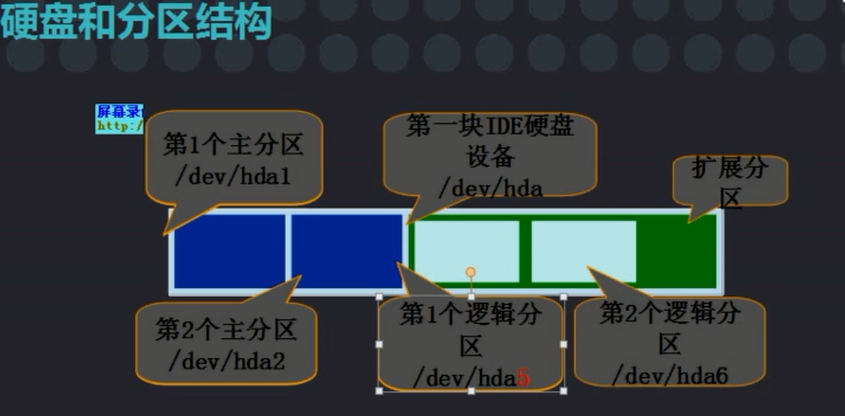 硬盘和分区结构
屏幕录
http:/
第1个主分区
/dev/hda1
第一块IDE硬盘
设备
/dev/hda
扩展分
区
第2个主分区
/dev/hda2
第1个逻辑分
区
/dev/hda5
第2个逻辑分
区
/dev/hda6